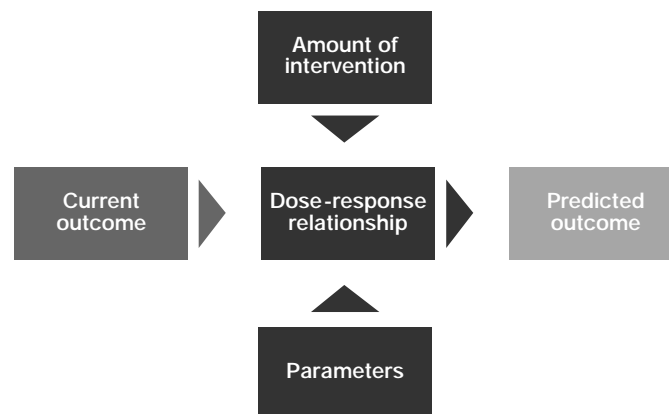 Amount of
intervention
Current
outcome
Dose-response
relationship
Predicted
outcome
Parameters